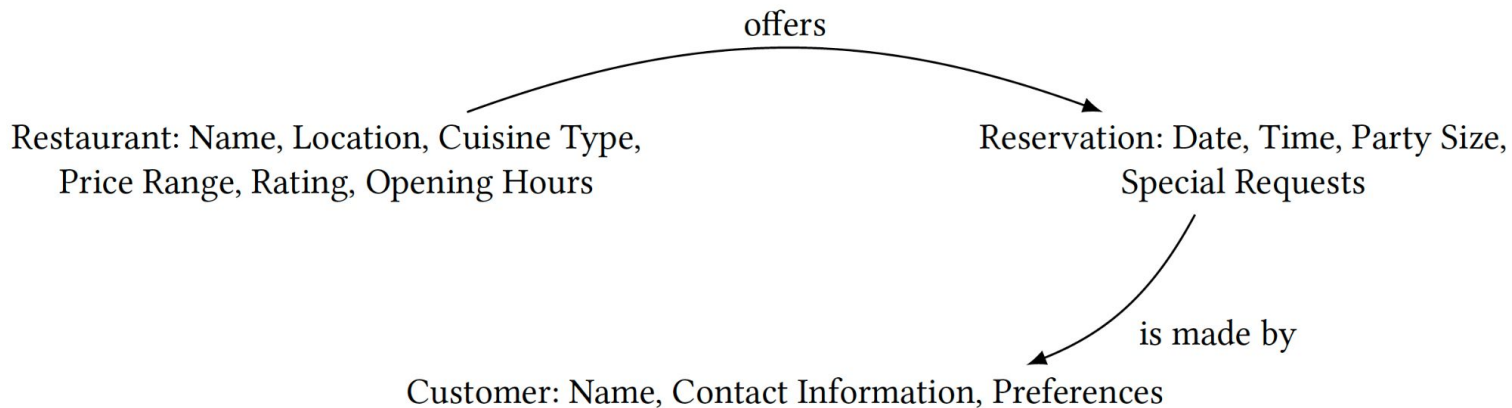 offers
Restaurant: Name, Location, Cuisine Type,
Price Range, Rating, Opening Hours
Reservation: Date, Time, Party Size,
Special Requests
is made by
Customer: Name, Contact Information, Preferences